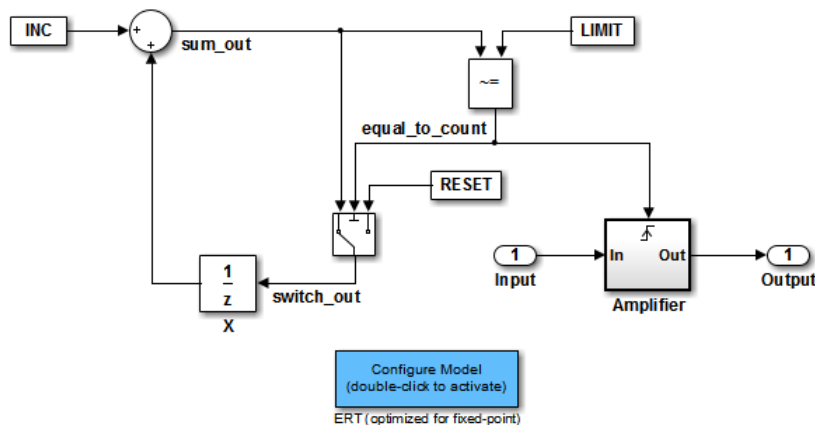 INC
+
+
sum_out
LIMIT
~=
equal_to_count
RESET
1
z
X
switch_out
1
Input
In
Out
Amplifier
1
Output
Configure Model
(double-click to activate)
ERT (optimized for fixed-point)